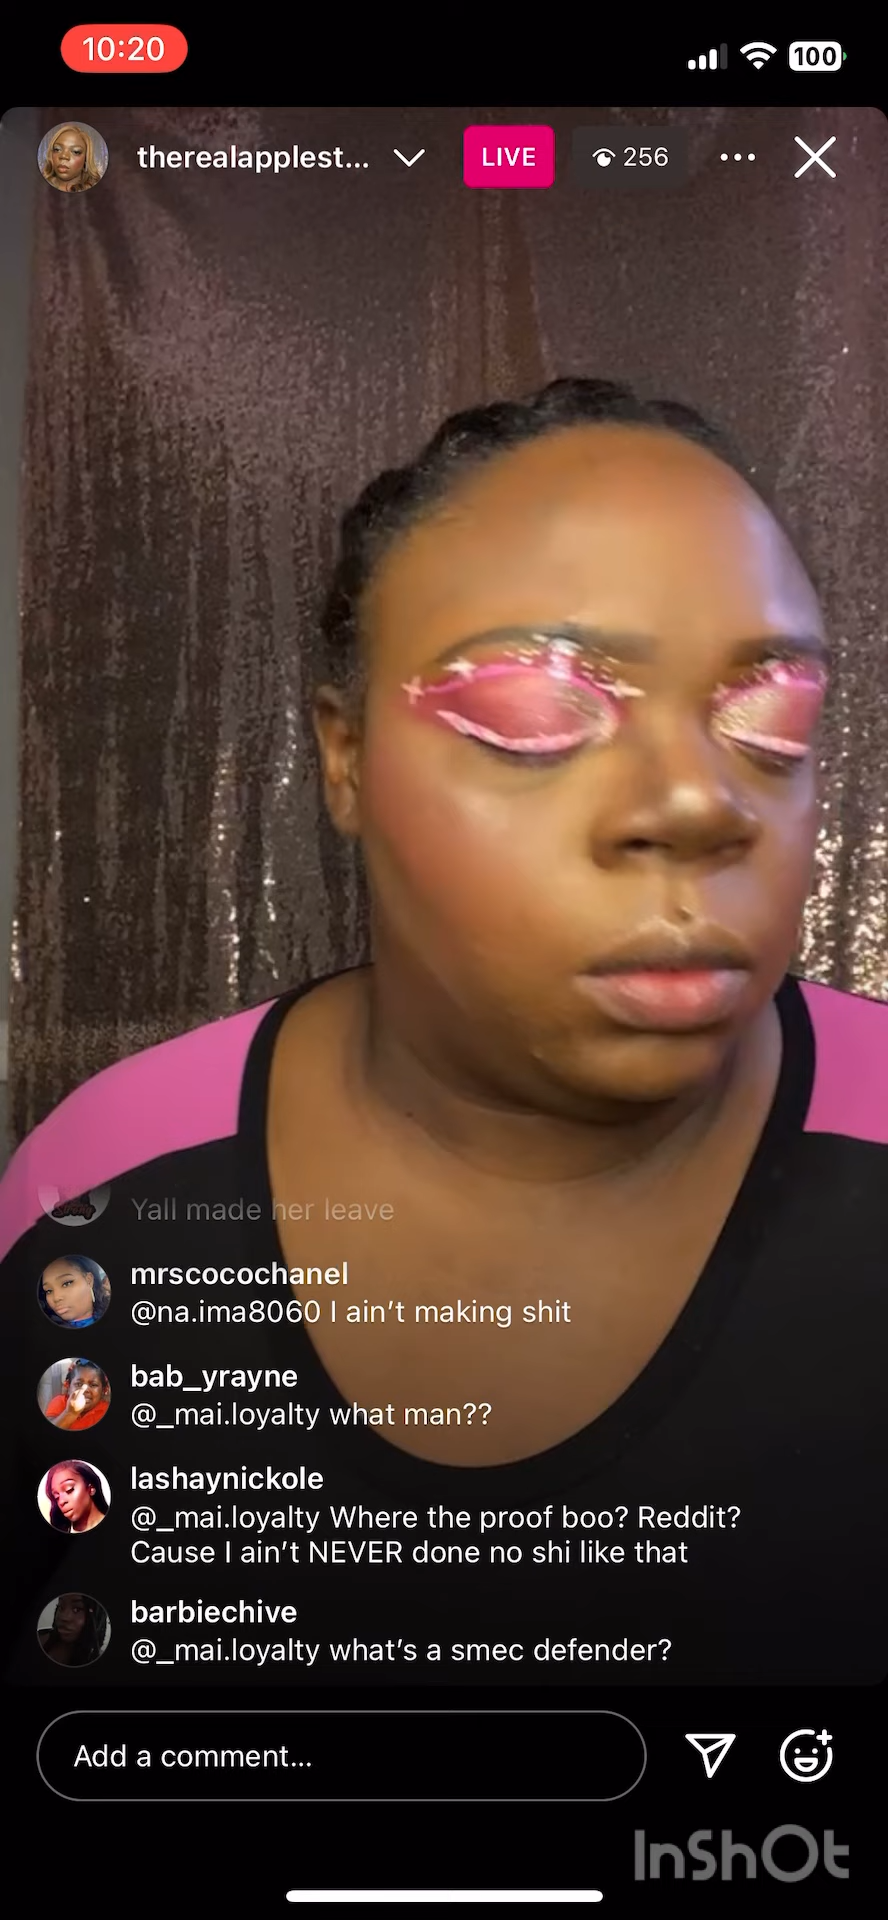 10:20
100
therealapplest...
LIVE
256
Yall made her leave
mrscocochanel
@na.ima8060 I ain’t making shit
bab_yrayne
@_mai.loyalty what man??
lashaynickole
@_mai.loyalty Where the proof boo? Reddit?
Cause I ain’t NEVER done no shi like that
barbiechive
@_mai.loyalty what’s a smec defender?
Add a comment...
InShOt